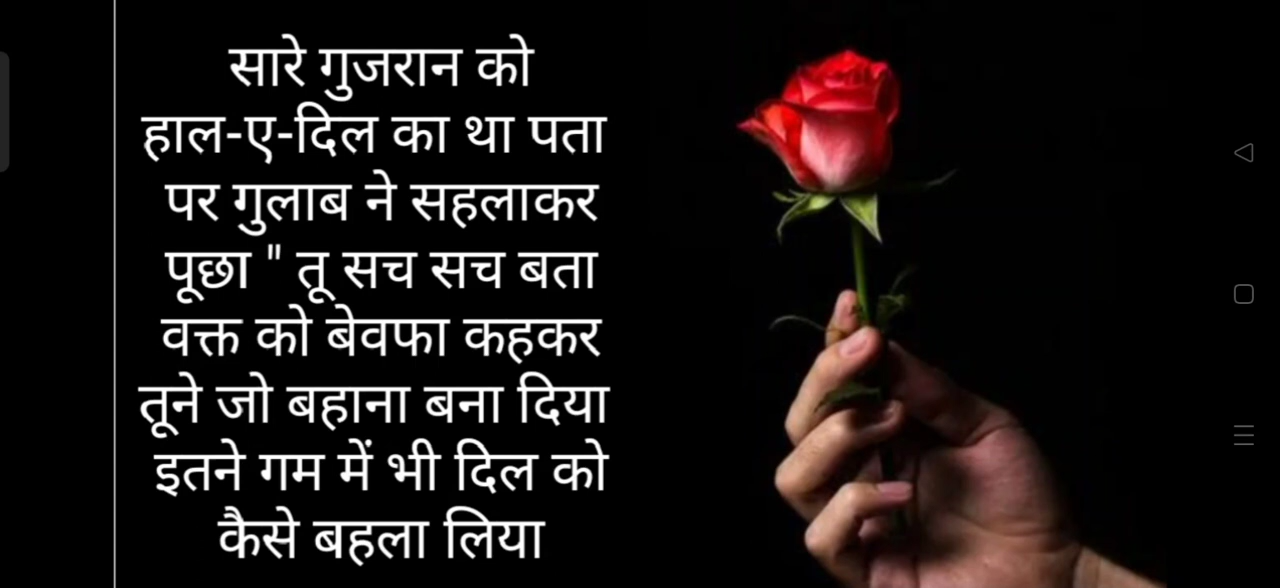 सारे गुजरान को
हाल-ए-दिल का था पता
पर गुलाब ने सहलाकर
पूछा " तू सच सच बता
वक्त को बेवफा कहकर
तूने जो बहाना बना दिया
इतने गम में भी दिल को
कैसे बहला लिया